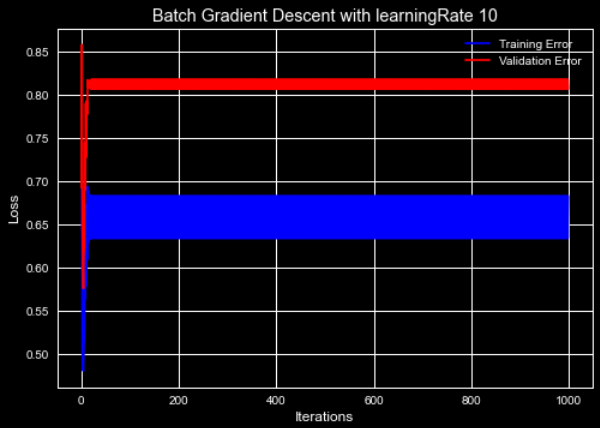 Batch Gradient Descent with learningRate 10
Training Error
Validation Error
0.85
0.80
0.75
0.70
0.65
0.60
0.55
0.50
Loss
0 200 400 600 800 1000
Iterations